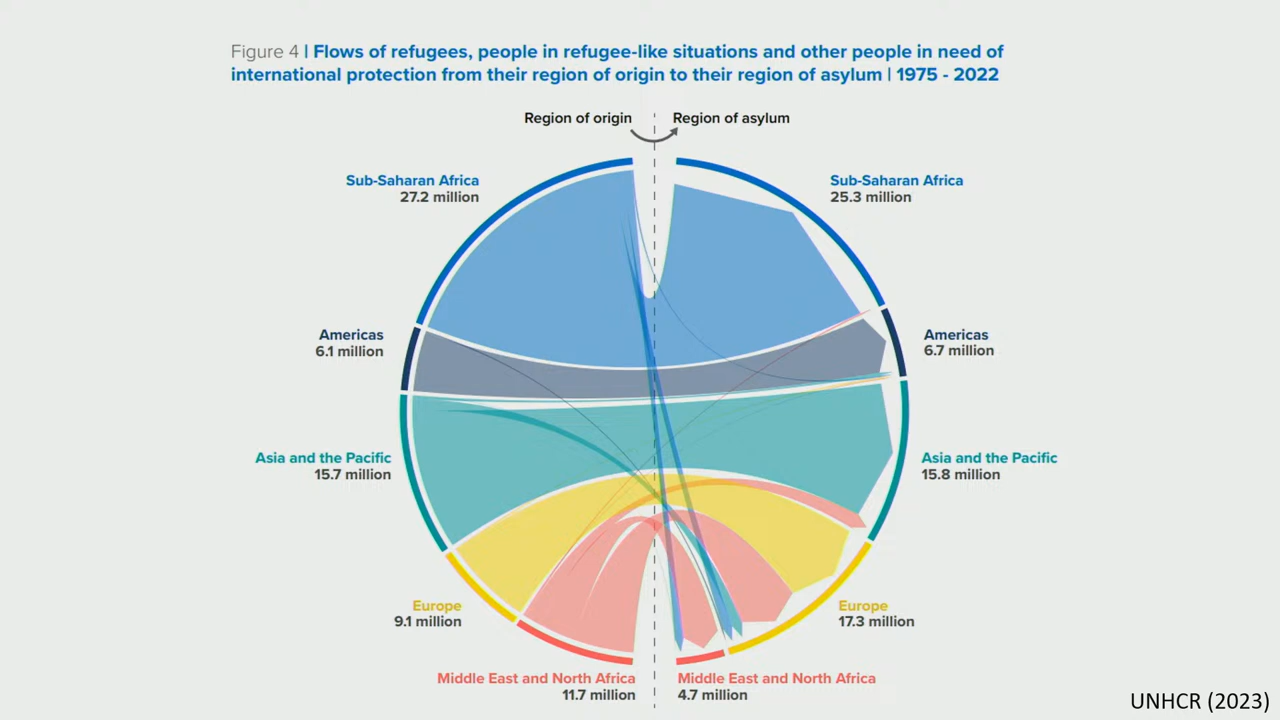 Figure 4 | Flows of refugees, people in refugee-like situations and other people in need of
international protection from their region of origin to their region of asylum | 1975 - 2022
Region of origin
Region of asylum
Sub-Saharan Africa
27.2 million
Sub-Saharan Africa
25.3 million
Americas
6.1 million
Americas
6.7 million
Asia and the Pacific
15.7 million
Asia and the Pacific
15.8 million
Europe
9.1 million
Europe
17.3 million
Middle East and North Africa
11.7 million
Middle East and North Africa
4.7 million
UNHCR (2023)